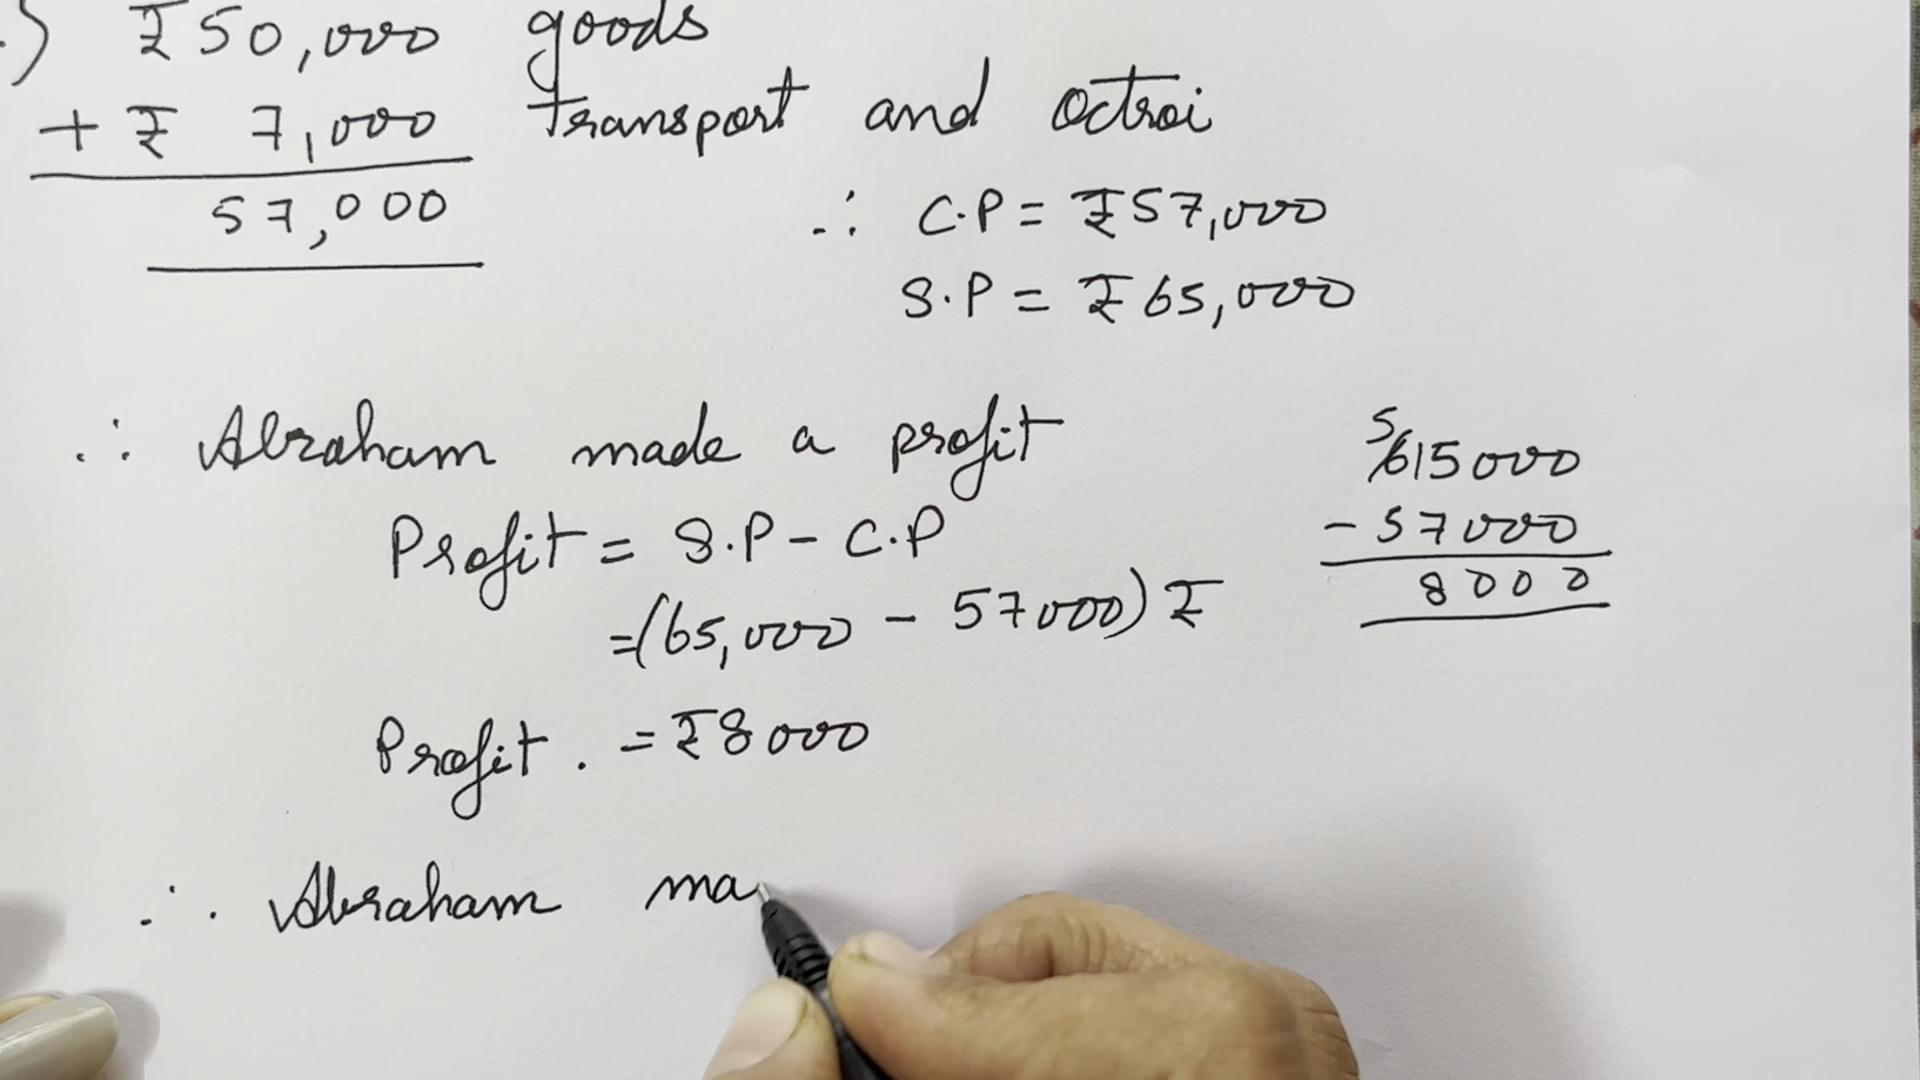 ₹50,000 goods
+ ₹ 7,000 transport and octroi
57,000
∴ C.P = ₹57,000
S.P = ₹65,000
∴ Abraham made a profit
Profit = S.P - C.P
=(65,000 - 57000) ₹
Profit. = ₹8000
∴ Abraham ma
5
615000
- 57000
8000